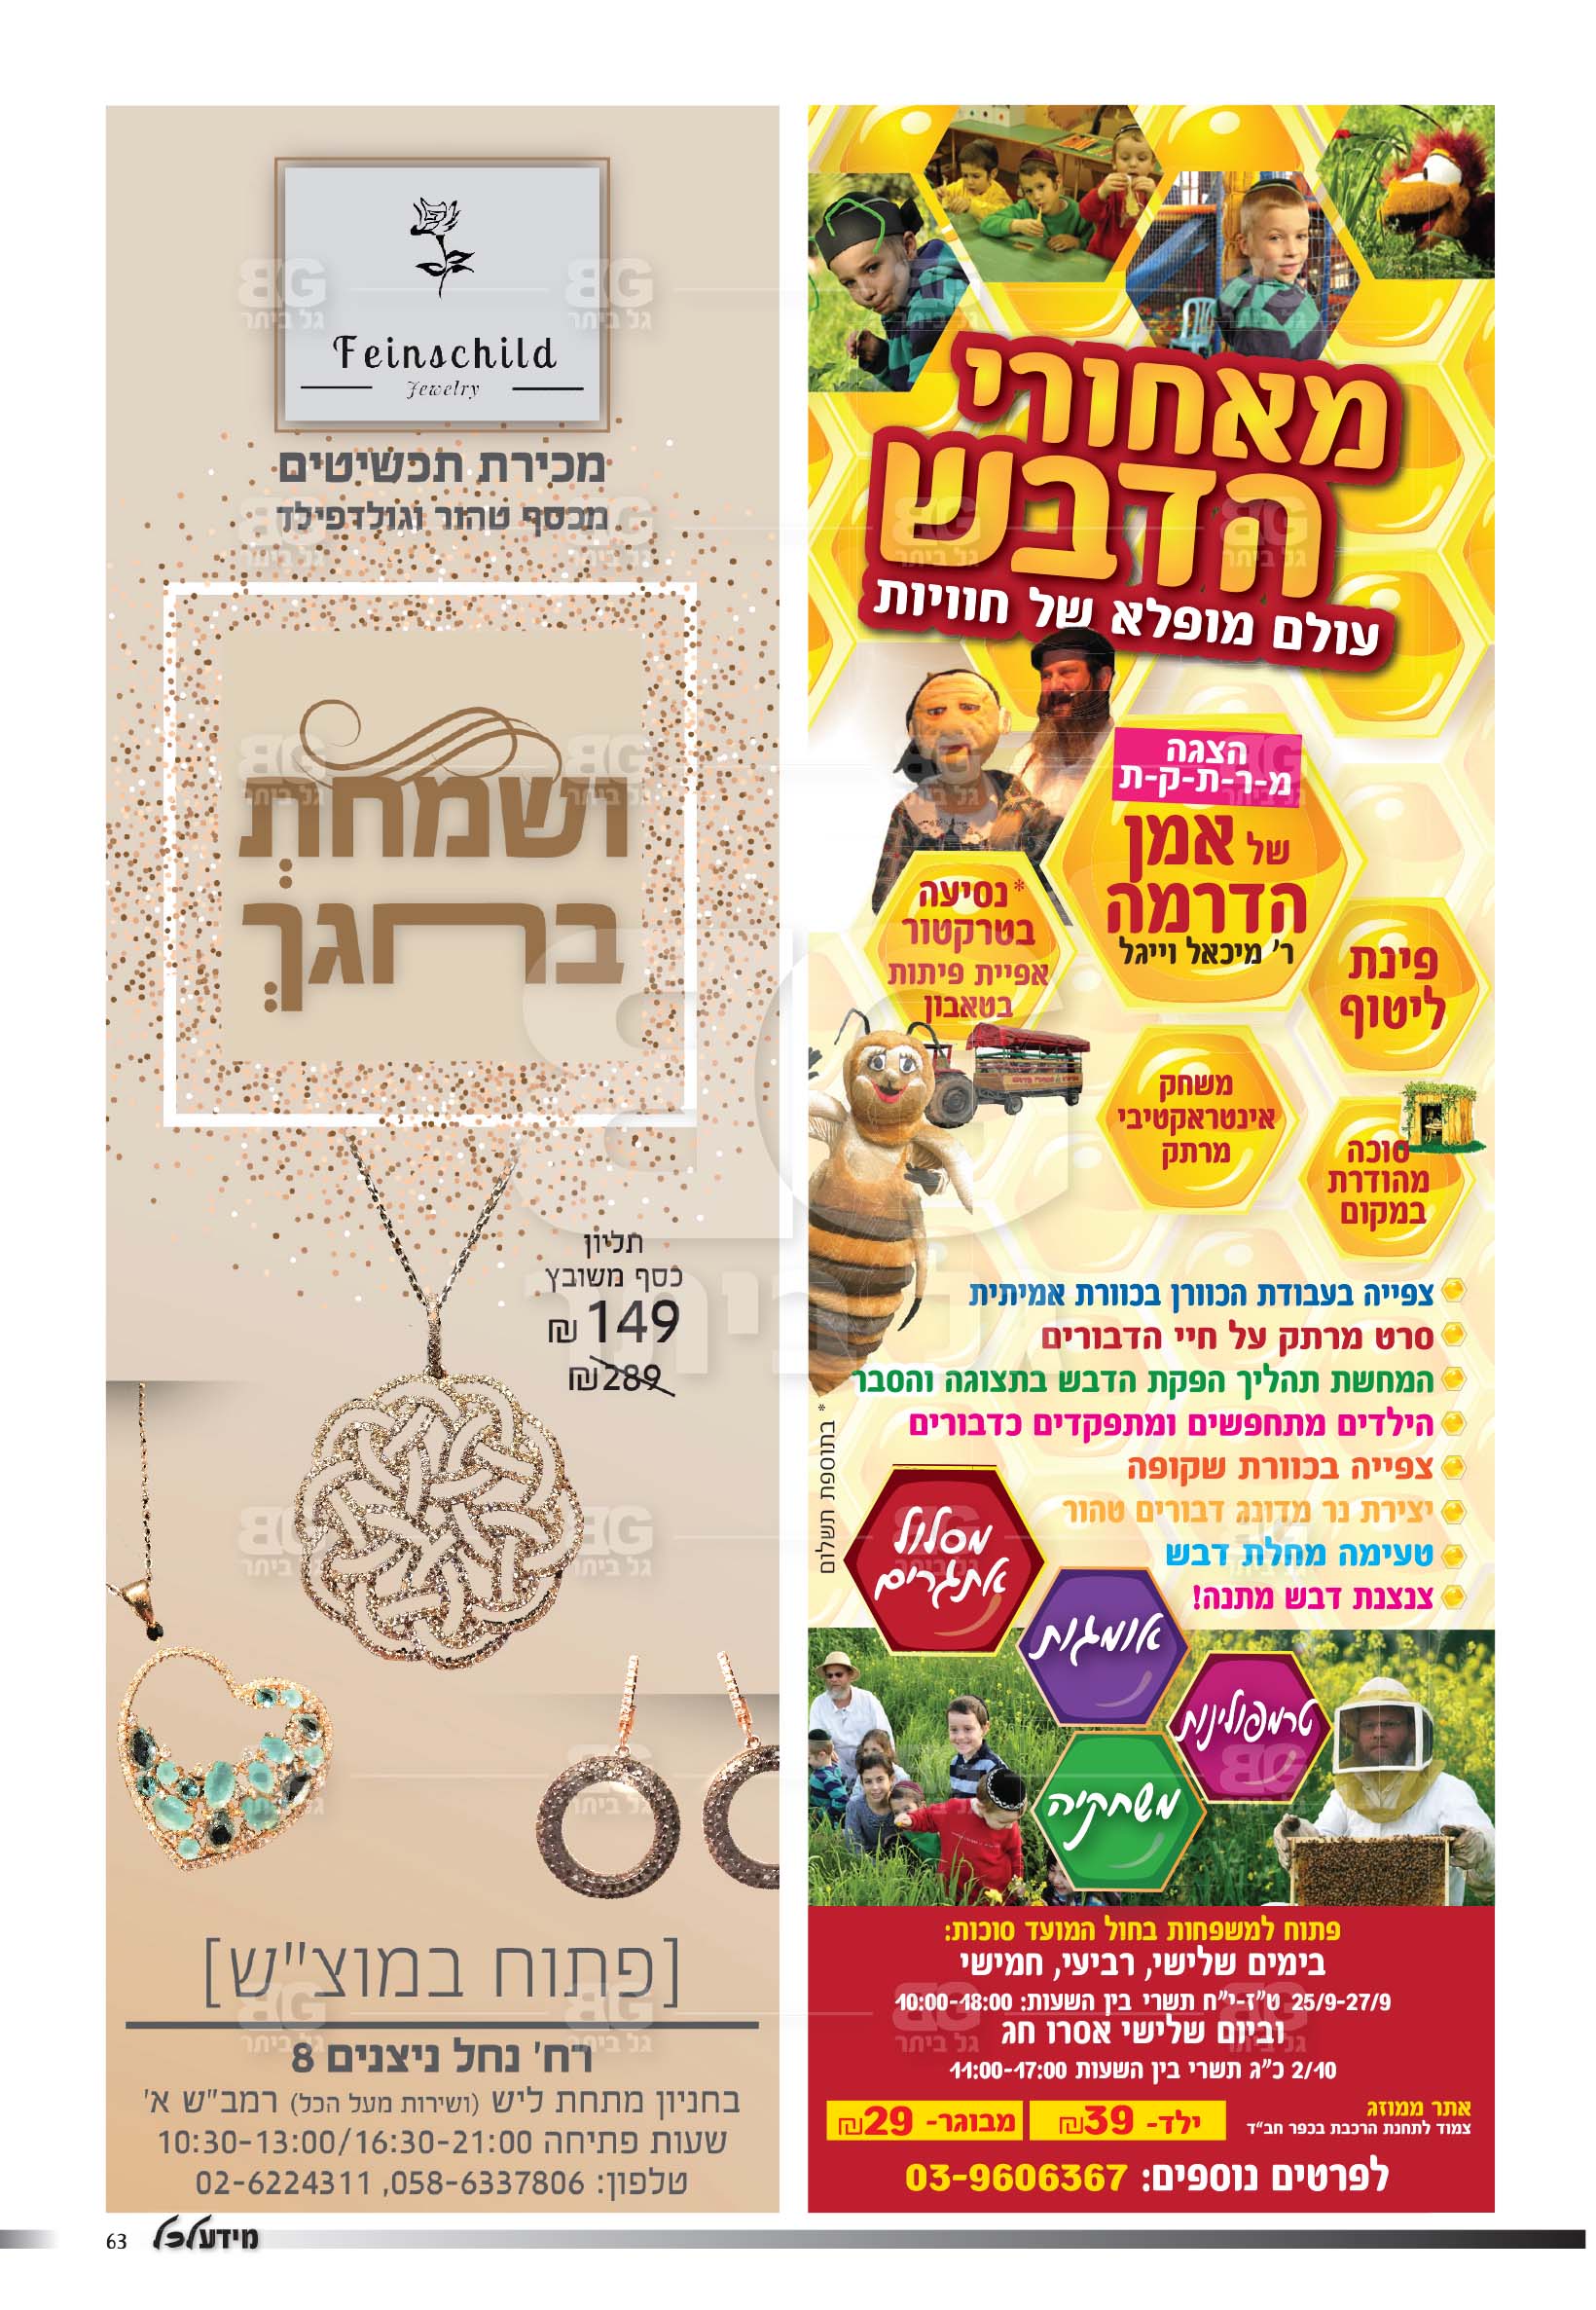 מאחורי
הדבש
עולם מופלא של חוויות
הצגה
מ-ר-ת-ק-ת
של אמן
הדרמה
ר' מיכאל וייגל
*נסיעה
בטרקטור
אפיית פיתות
בטאבון
פינת
ליטוף
משחק
אינטראקטיבי
מרתק
סוכה
מהודרת
במקום
צפייה בעבודת הכוורן בכוורת אמיתית
סרט מרתק על חיי הדבורים
המחשת תהליך הפקת הדבש בתצוגה והסבר
הילדים מתחפשים ומתפקדים כדבורים
צפייה בכוורת שקופה
יצירת נר מדונג דבורים טהור
טעימה מחלת דבש
צנצנת דבש מתנה!
* בתוספת תשלום
מסלול
אתגרים
אומגות
טרמפולינות
משחקיה
פתוח למשפחות בחול המועד סוכות:
בימים שלישי, רביעי, חמישי
25/9-27/9 ט"ז-י"ח תשרי בין השעות: 10:00-18:00
וביום שלישי אסרו חג
2/10 כ"ג תשרי בין השעות 11:00-17:00
אתר ממוזג
צמוד לתחנת הרכבת בכפר חב"ד
ילד- 39₪
מבוגר- 29₪
לפרטים נוספים: 03-9606367
Feinschild
Jewelry
מכירת תכשיטים
מכסף טהור וגולדפילד
ושמחתָ
בחגךָ
תליון
כסף משובץ
149 ₪
289₪
[פתוח במוצ"ש]
רח' נחל ניצנים 8
בחניון מתחת ליש (ושירות מעל הכל) רמב"ש א'
שעות פתיחה 10:30-13:00/16:30-21:00
טלפון: 058-6337806, 02-6224311
63 מידע לכל
BG
גל ביתר